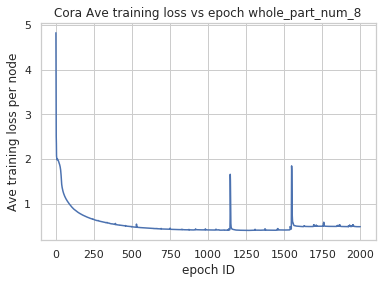 Cora Ave training loss vs epoch whole_part_num_8
Ave training loss per node
5
4
3
2
1
0 250 500 750 1000 1250 1500 1750 2000
epoch ID